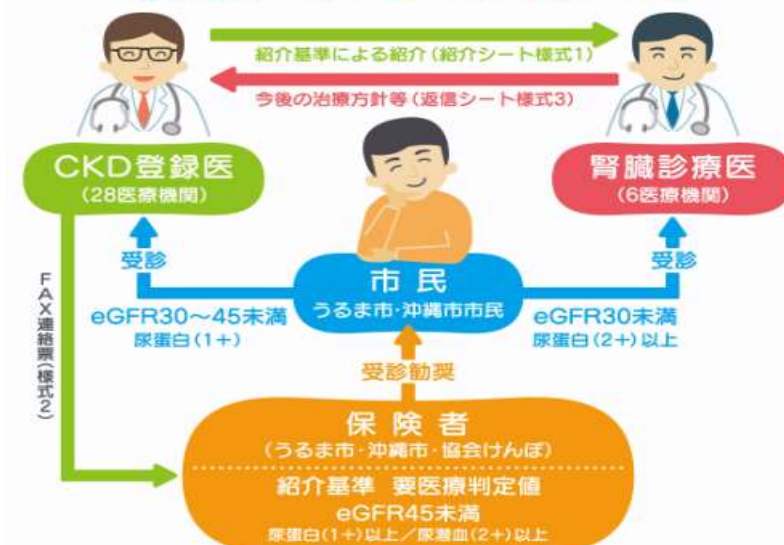 紹介基準による紹介(紹介シート様式1)
今後の治療方針等(返信シート様式3)
CKD登録医
(28医療機関)
腎臓診療医
(6医療機関)
受診
受診
市民
うるま市・沖縄市市民
eGFR30～45未満
尿蛋白(1+)
eGFR30未満
尿蛋白(2+)以上
FAX連絡票(様式2)
受診勧奨
保険者
(うるま市・沖縄市・協会けんぽ)
紹介基準 要医療判定値
eGFR45未満
尿蛋白(1+)以上/尿潜血(2+)以上